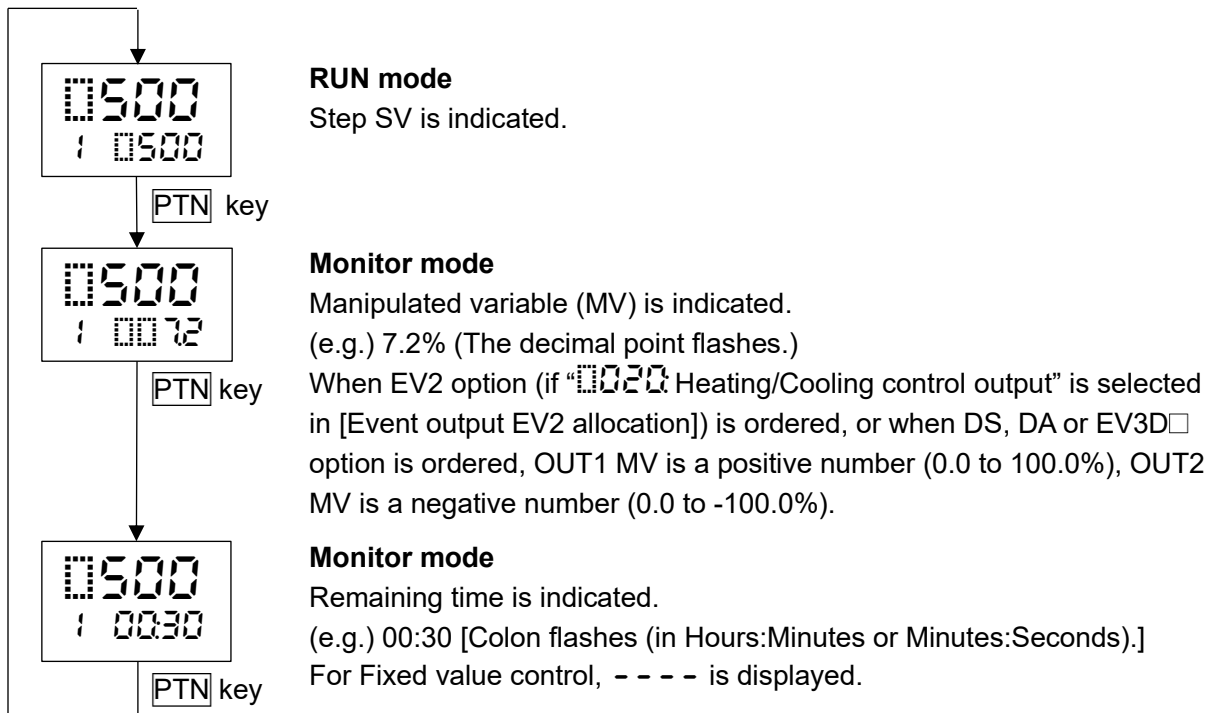 500
1 500
RUN mode
Step SV is indicated.
PTN key
500
1 7.2
Monitor mode
Manipulated variable (MV) is indicated.
(e.g.) 7.2% (The decimal point flashes.)
When EV2 option (if “020: Heating/Cooling control output” is selected
in [Event output EV2 allocation]) is ordered, or when DS, DA or EV3D□
option is ordered, OUT1 MV is a positive number (0.0 to 100.0%), OUT2
MV is a negative number (0.0 to -100.0%).
PTN key
500
1 00:30
Monitor mode
Remaining time is indicated.
(e.g.) 00:30 [Colon flashes (in Hours:Minutes or Minutes:Seconds).]
For Fixed value control, - - - - is displayed.
PTN key